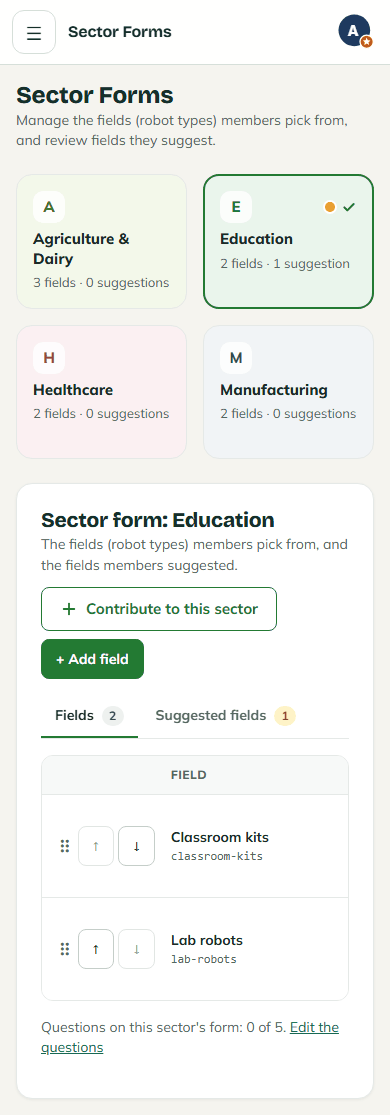 ☰ Sector Forms A
Sector Forms
Manage the fields (robot types) members pick from,
and review fields they suggest.
A
Agriculture &
Dairy
3 fields · 0 suggestions
E
Education
2 fields · 1 suggestion
H
Healthcare
2 fields · 0 suggestions
M
Manufacturing
2 fields · 0 suggestions
Sector form: Education
The fields (robot types) members pick from, and
the fields members suggested.
+ Contribute to this sector
+ Add field
Fields 2 Suggested fields 1
FIELD
↑ ↓ Classroom kits
classroom-kits
↑ ↓ Lab robots
lab-robots
Questions on this sector's form: 0 of 5. Edit the
questions